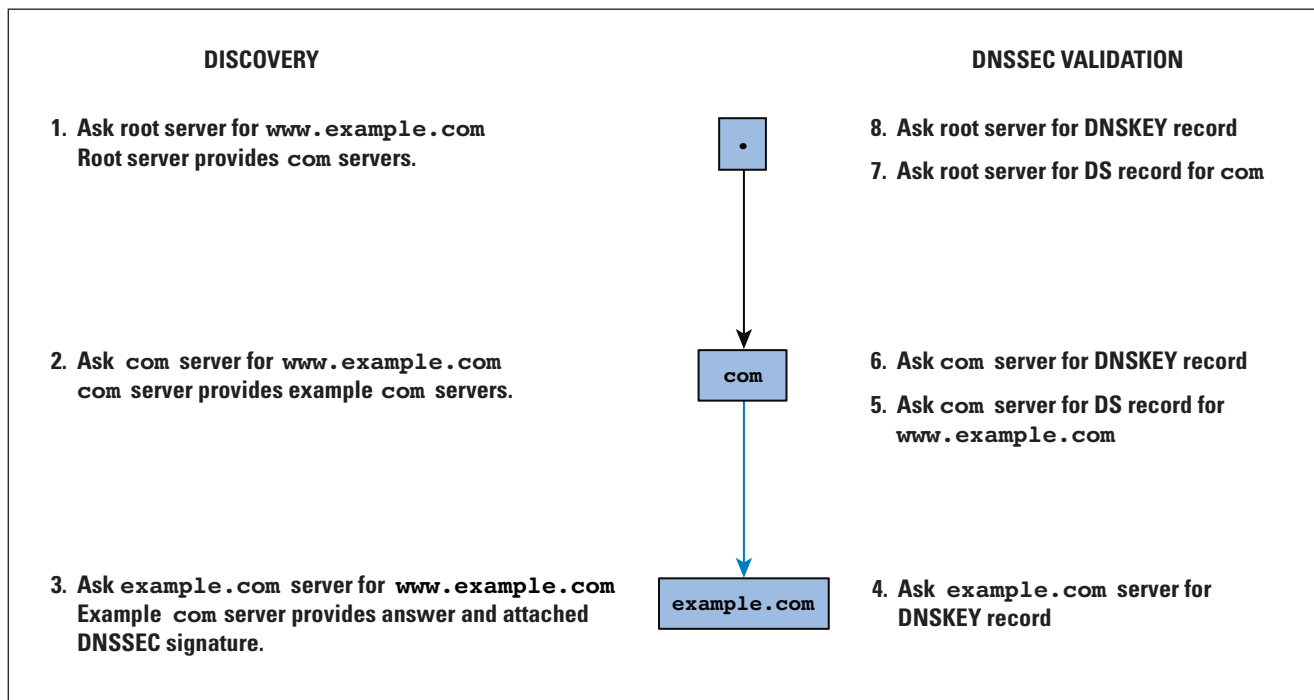 DISCOVERY
DNSSEC VALIDATION
1. Ask root server for www.example.com
Root server provides com servers.
.
8. Ask root server for DNSKEY record
7. Ask root server for DS record for com
2. Ask com server for www.example.com
com server provides example com servers.
com
6. Ask com server for DNSKEY record
5. Ask com server for DS record for
www.example.com
3. Ask example.com server for www.example.com
Example com server provides answer and attached
DNSSEC signature.
example.com
4. Ask example.com server for
DNSKEY record